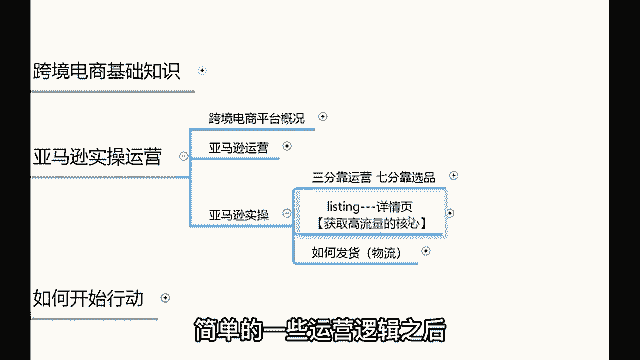 跨境电商基础知识
跨境电商平台概况
亚马逊运营
亚马逊实操运营
三分靠运营 七分靠选品
亚马逊实操
listing---详情页
【获取高流量的核心】
如何发货（物流）
如何开始行动
简单的一些运营逻辑之后